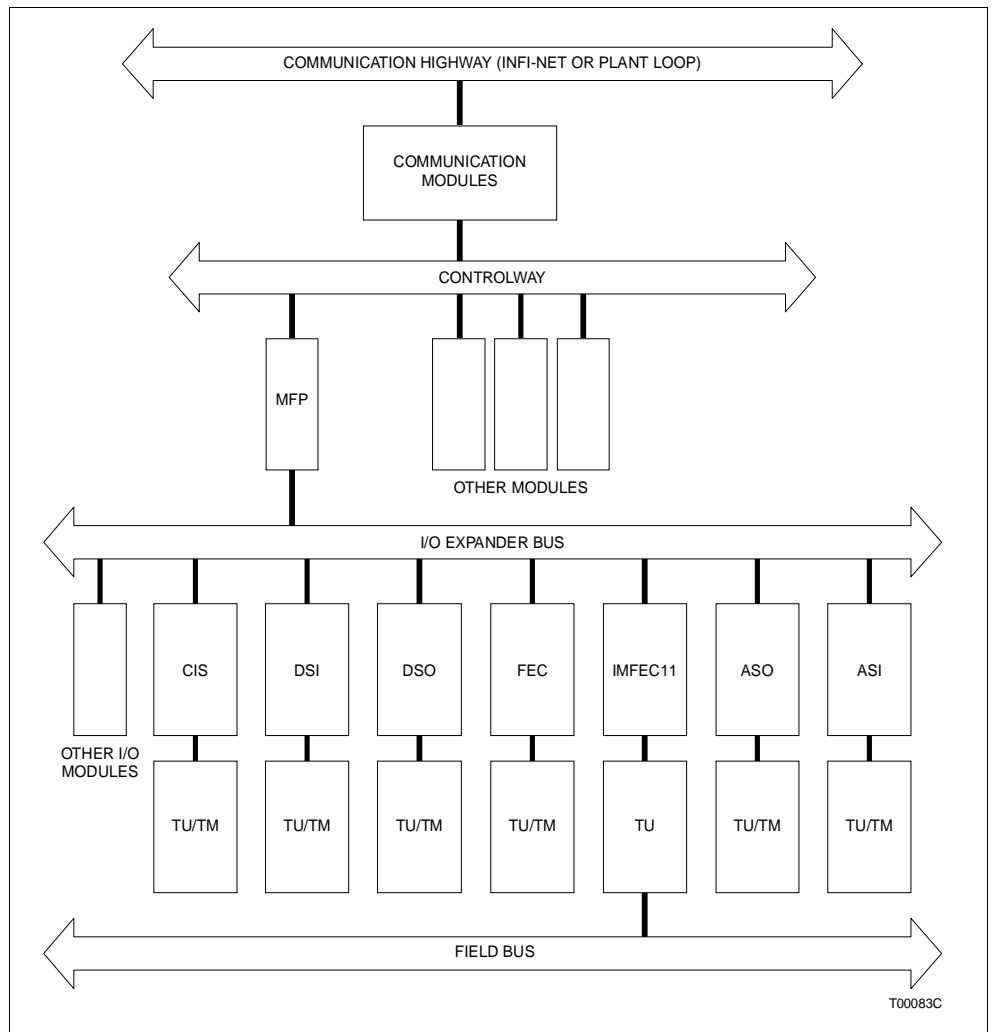 COMMUNICATION HIGHWAY (INFI-NET OR PLANT LOOP)
COMMUNICATION
MODULES
CONTROLWAY
MFP
OTHER MODULES
I/O EXPANDER BUS
CIS
DSI
DSO
FEC
IMFEC11
ASO
ASI
OTHER I/O
MODULES
TU/TM
TU/TM
TU/TM
TU/TM
TU
TU/TM
TU/TM
FIELD BUS
T00083C